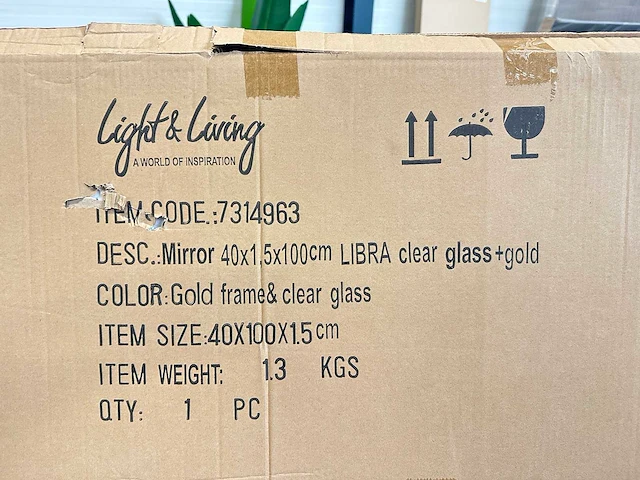 Light & Living
A WORLD OF INSPIRATION
ITEM CODE.:7314963
DESC.:Mirror 40x1.5x100cm LIBRA clear glass+gold
COLOR:Gold frame& clear glass
ITEM SIZE:40X100X1.5cm
ITEM WEIGHT: 1.3 KGS
QTY: 1 PC